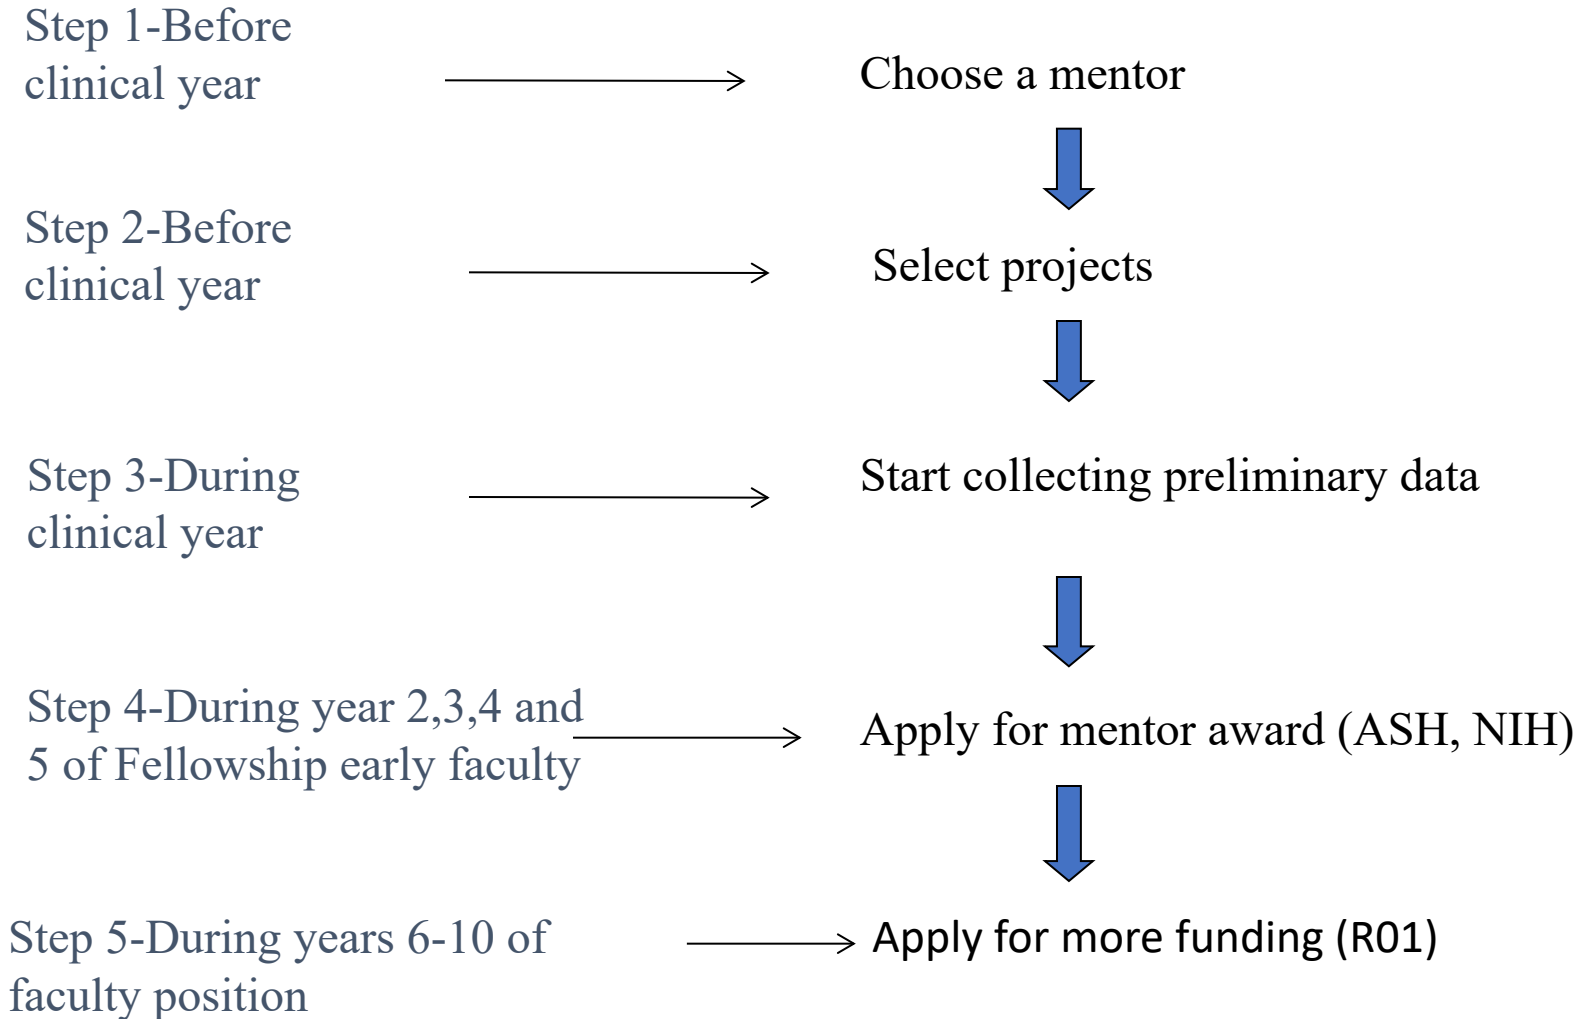 Step 1-Before
clinical year
Choose a mentor
Step 2-Before
clinical year
Select projects
Step 3-During
clinical year
Start collecting preliminary data
Step 4-During year 2,3,4 and
5 of Fellowship early faculty
Apply for mentor award (ASH, NIH)
Step 5-During years 6-10 of
faculty position
Apply for more funding (R01)